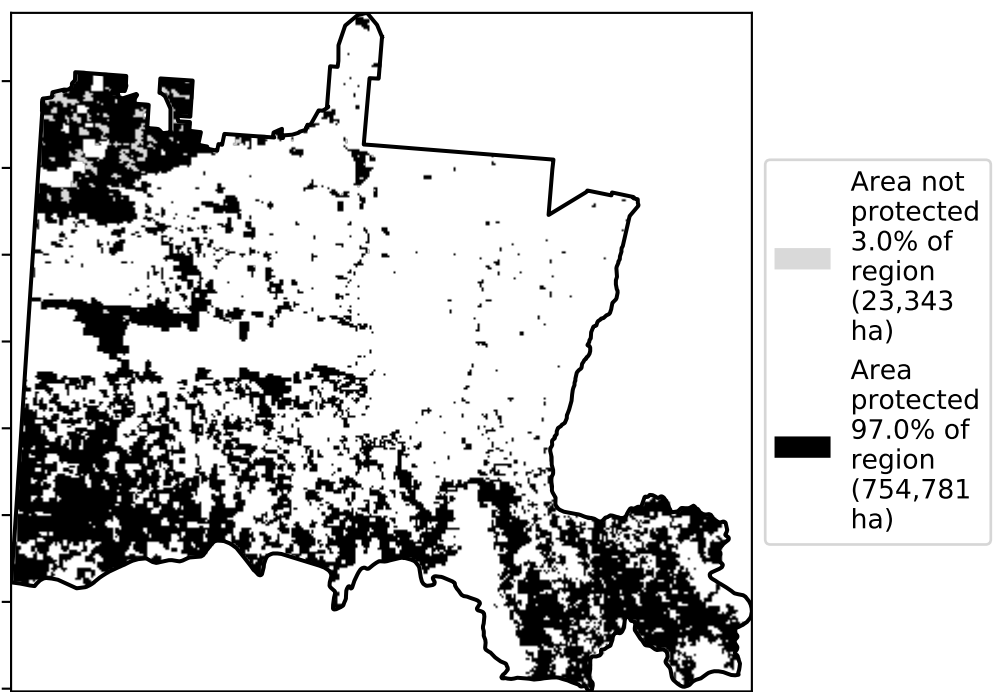 Area not
protected
3.0% of
region
(23,343
ha)
Area
protected
97.0% of
region
(754,781
ha)